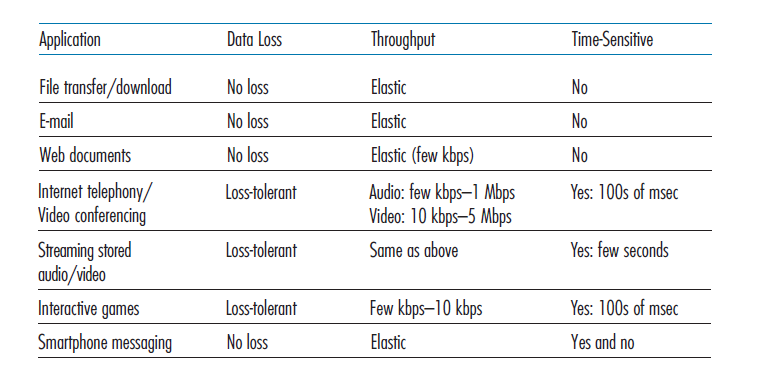 Application Data Loss Throughput Time-Sensitive
File transfer/download No loss Elastic No
E-mail No loss Elastic No
Web documents No loss Elastic (few kbps) No
Internet telephony/ Loss-tolerant Audio: few kbps–1 Mbps Yes: 100s of msec
Video conferencing Video: 10 kbps–5 Mbps
Streaming stored Loss-tolerant Same as above Yes: few seconds
audio/video
Interactive games Loss-tolerant Few kbps–10 kbps Yes: 100s of msec
Smartphone messaging No loss Elastic Yes and no